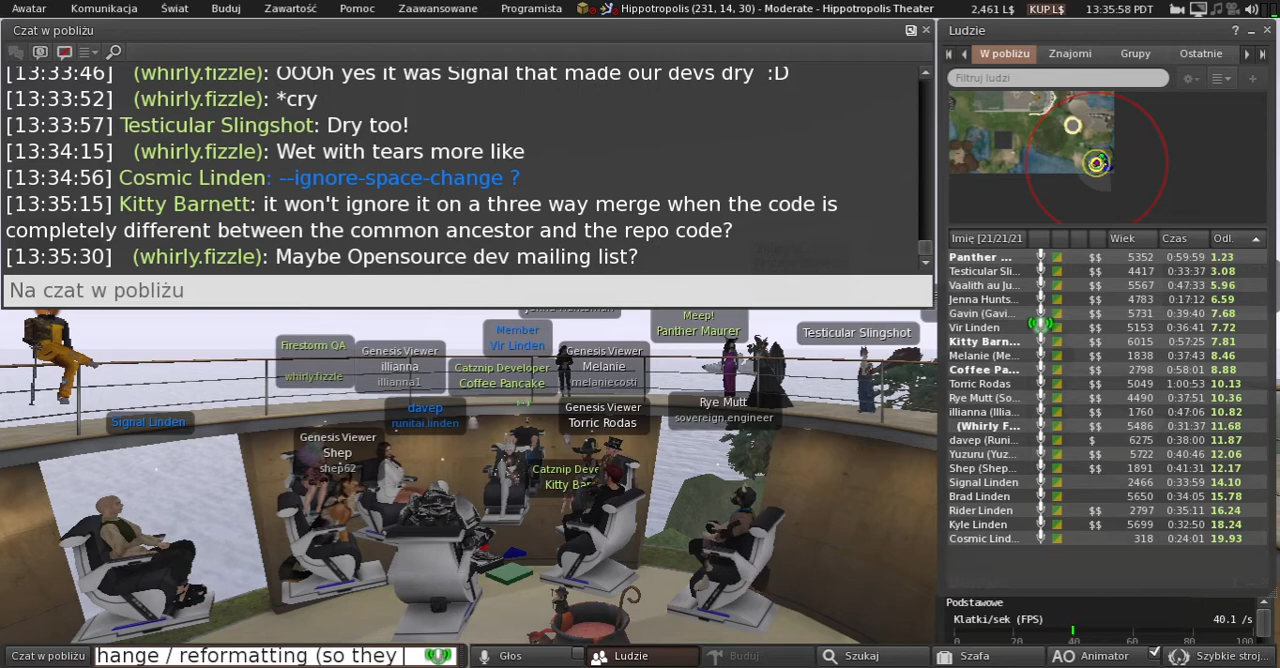 Awatar Komunikacja Świat Buduj Zawartość Pomoc Zaawansowane Programista Hippotropolis (231, 14, 30) - Moderate - Hippotropolis Theater 2,461 L$ KUP L$ 13:35:58 PDT
Czat w pobliżu
[13:33:46] (whirly.fizzle): OOOh yes it was Signal that made our devs dry :D
[13:33:52] (whirly.fizzle): *cry
[13:33:57] Testicular Slingshot: Dry too!
[13:34:15] (whirly.fizzle): Wet with tears more like
[13:34:56] Cosmic Linden: --ignore-space-change ?
[13:35:15] Kitty Barnett: it won't ignore it on a three way merge when the code is
completely different between the common ancestor and the repo code?
[13:35:30] (whirly.fizzle): Maybe Opensource dev mailing list?
Na czat w pobliżu
Meep!
Panther Maurer
Testicular Slingshot
Member
Vir Linden
Firestorm QA
whirly.fizzle
Genesis Viewer
illianna
illianna1
Catznip Developer
Coffee Pancake
Genesis Viewer
Melanie
melaniecosti
Signal Linden
davep
runitai.linden
Genesis Viewer
Torric Rodas
Rye Mutt
sovereign.engineer
Genesis Viewer
Shep
shep62
Catznip Deve
Kitty Bar
Ludzie
W pobliżu Znajomi Grupy Ostatnie
Filtruj ludzi
Imię [21/21/21 Wiek Czas Odl.
Panther ... $$ 5352 0:59:59 1.23
Testicular Sli... $$ 4417 0:33:37 3.08
Vaalith au Ju... $$ 5567 0:47:33 5.96
Jenna Hunts... $$ 4783 0:17:12 6.59
Gavin (Gavi... $$ 5731 0:39:40 7.68
Vir Linden $$ 5153 0:36:41 7.72
Kitty Barn... $$ 6015 0:57:25 7.81
Melanie (Me... $$ 1838 0:37:43 8.46
Coffee Pa... $$ 2798 0:58:01 8.88
Torric Rodas $$ 5049 1:00:53 10.13
Rye Mutt (So... $$ 4490 0:37:51 10.36
illianna (Illia... $$ 1760 0:47:06 10.82
(Whirly F... $$ 5486 0:31:37 11.68
davep (Runi... $ 6275 0:38:00 11.87
Yuzuru (Yuz... $$ 5722 0:40:46 12.06
Shep (Shep... $$ 1891 0:41:31 12.17
Signal Linden 2466 0:33:59 14.10
Brad Linden 5650 0:34:05 15.78
Rider Linden $$ 2797 0:35:11 16.24
Kyle Linden $$ 5699 0:32:50 18.24
Cosmic Lind... 318 0:24:01 19.93
Podstawowe
Klatki/sek (FPS) 40.1 /s
0 20 40 60 80 100
Czat w pobliżu hange / reformatting (so they Głos Ludzie Buduj Szukaj Szafa AO Animator Szybkie stroj...